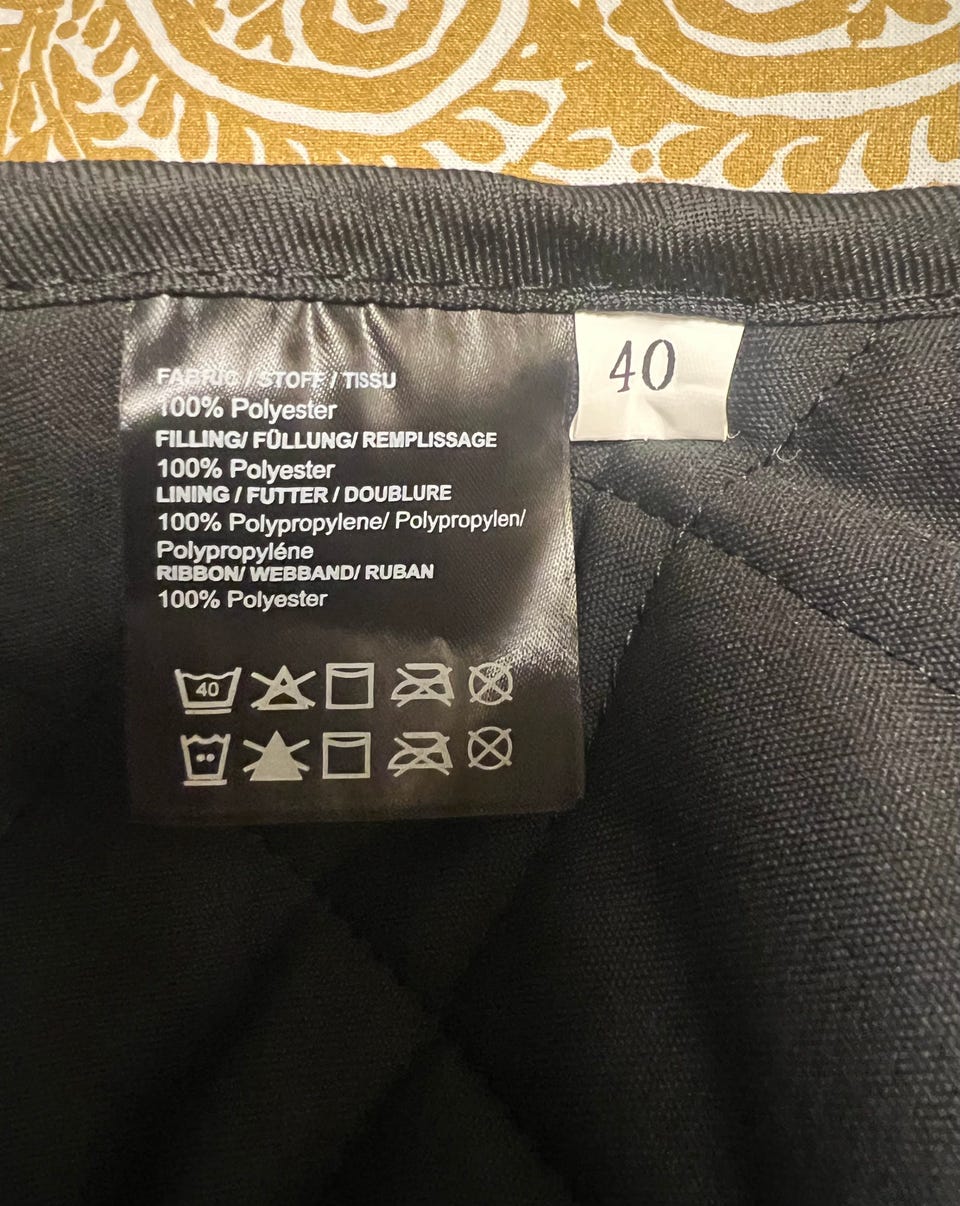 FABRIC / STOFF / TISSU
100% Polyester
FILLING/ FÜLLUNG/ REMPLISSAGE
100% Polyester
LINING / FUTTER / DOUBLURE
100% Polypropylene/ Polypropylen/
Polypropyléne
RIBBON/ WEBBAND/ RUBAN
100% Polyester
40
40